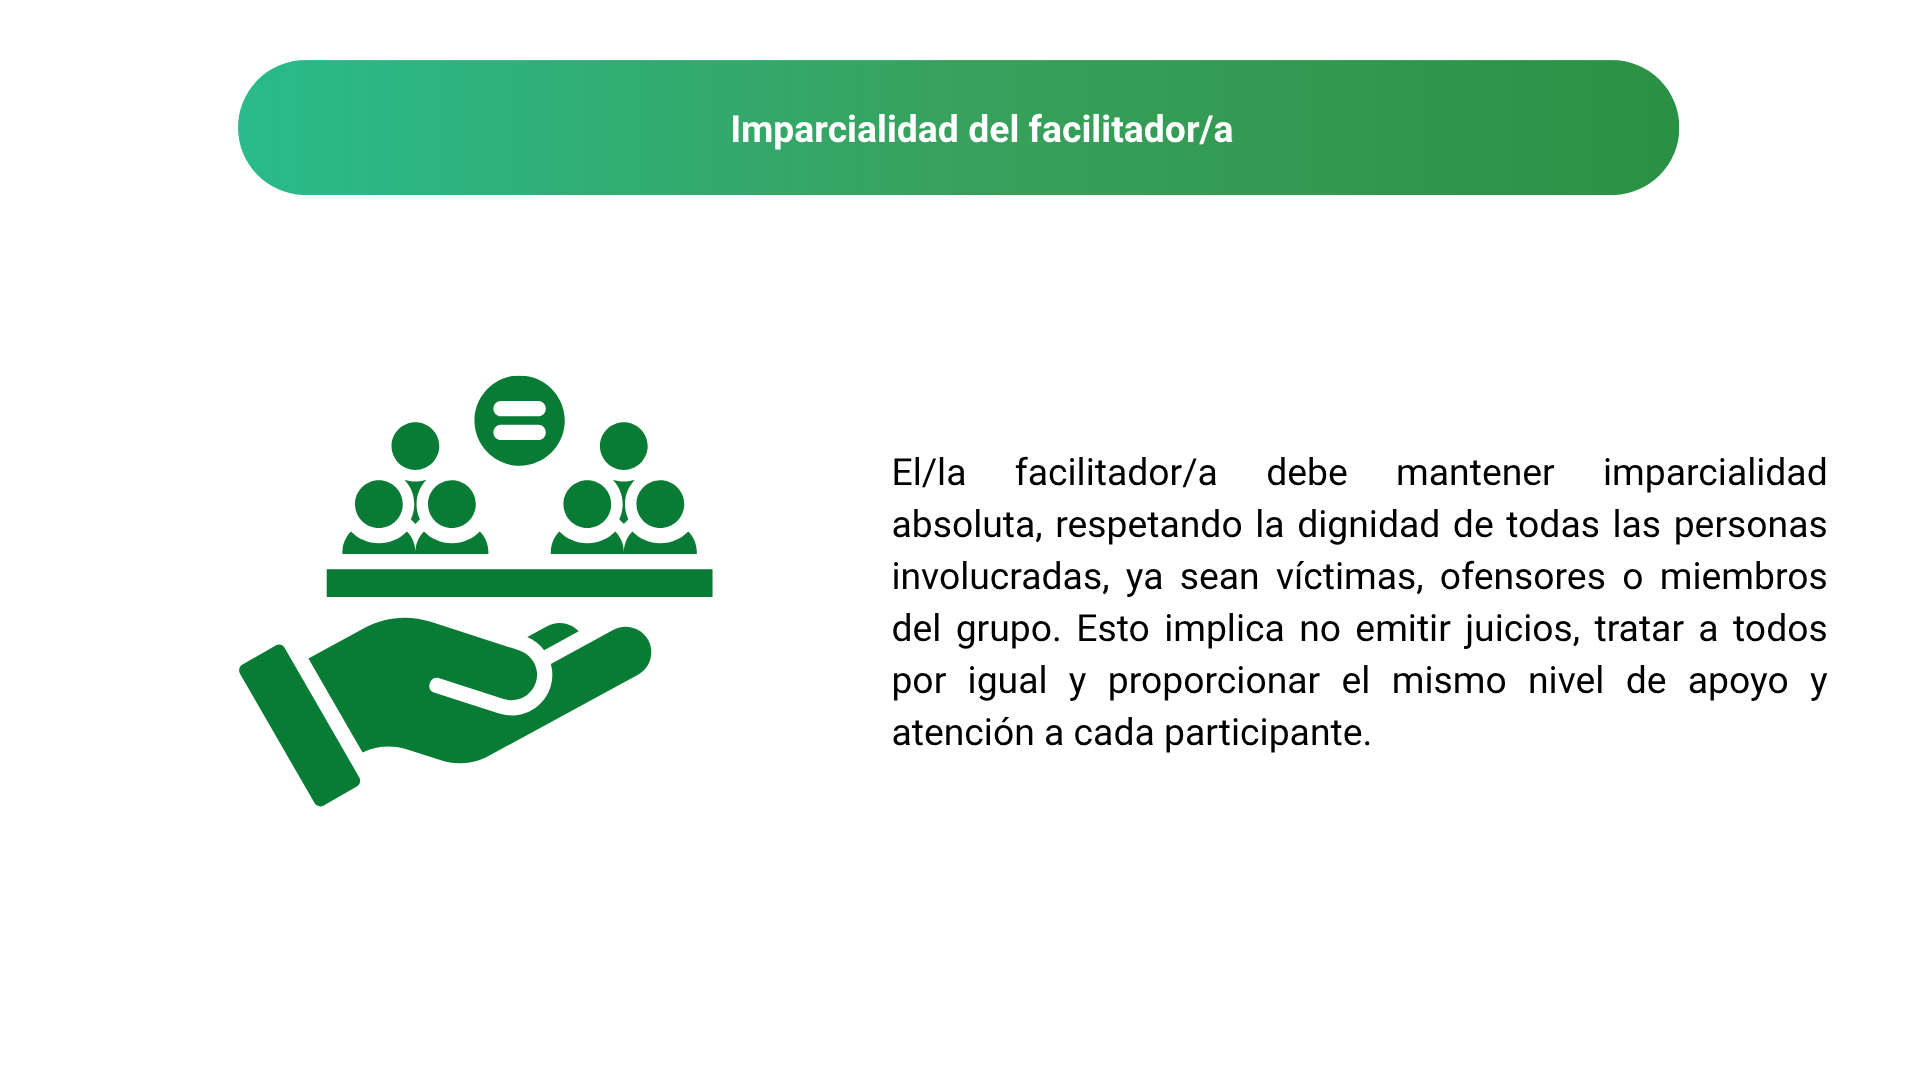 Imparcialidad del facilitador/a
El/la facilitador/a debe mantener imparcialidad
absoluta, respetando la dignidad de todas las personas
involucradas, ya sean víctimas, ofensores o miembros
del grupo. Esto implica no emitir juicios, tratar a todos
por igual y proporcionar el mismo nivel de apoyo y
atención a cada participante.